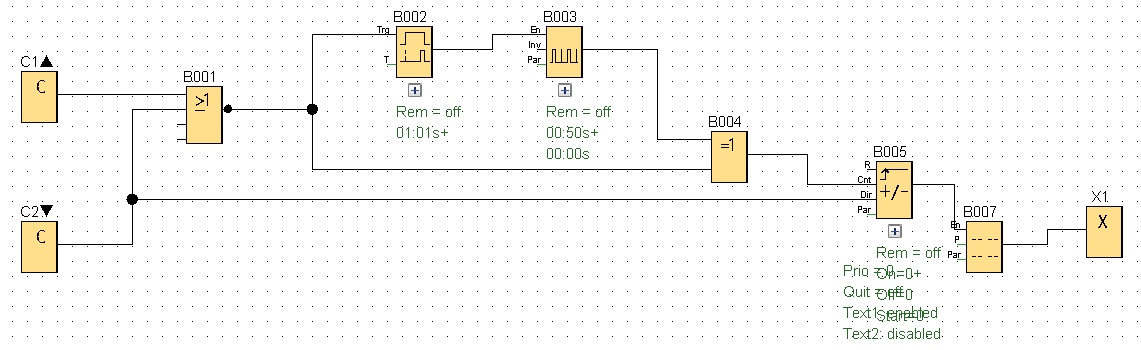 B002
B003
Trg
T
En
Inv
Par
C1▲
C
B001
>1
Rem = off
01:01s+
Rem = off
00:50s+
00:00s
B004
=1
B005
R
Cnt
Dir
Par
+/-
C2▼
C
B007
En
P
Par
X1
X
Rem = off
On=0+
Off=0
Start=0
Prio = 0
Quit = off
Text1: enabled
Text2: disabled